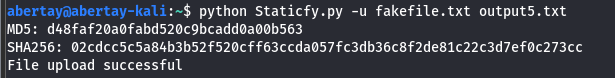 abertay@abertay-kali:~$ python Staticfy.py -u fakefile.txt output5.txt
MD5: d48faf20a0fabd520c9bcadd0a00b563
SHA256: 02cdcc5c5a84b3b52f520cff63ccda057fc3db36c8f2de81c22c3d7ef0c273cc
File upload successful